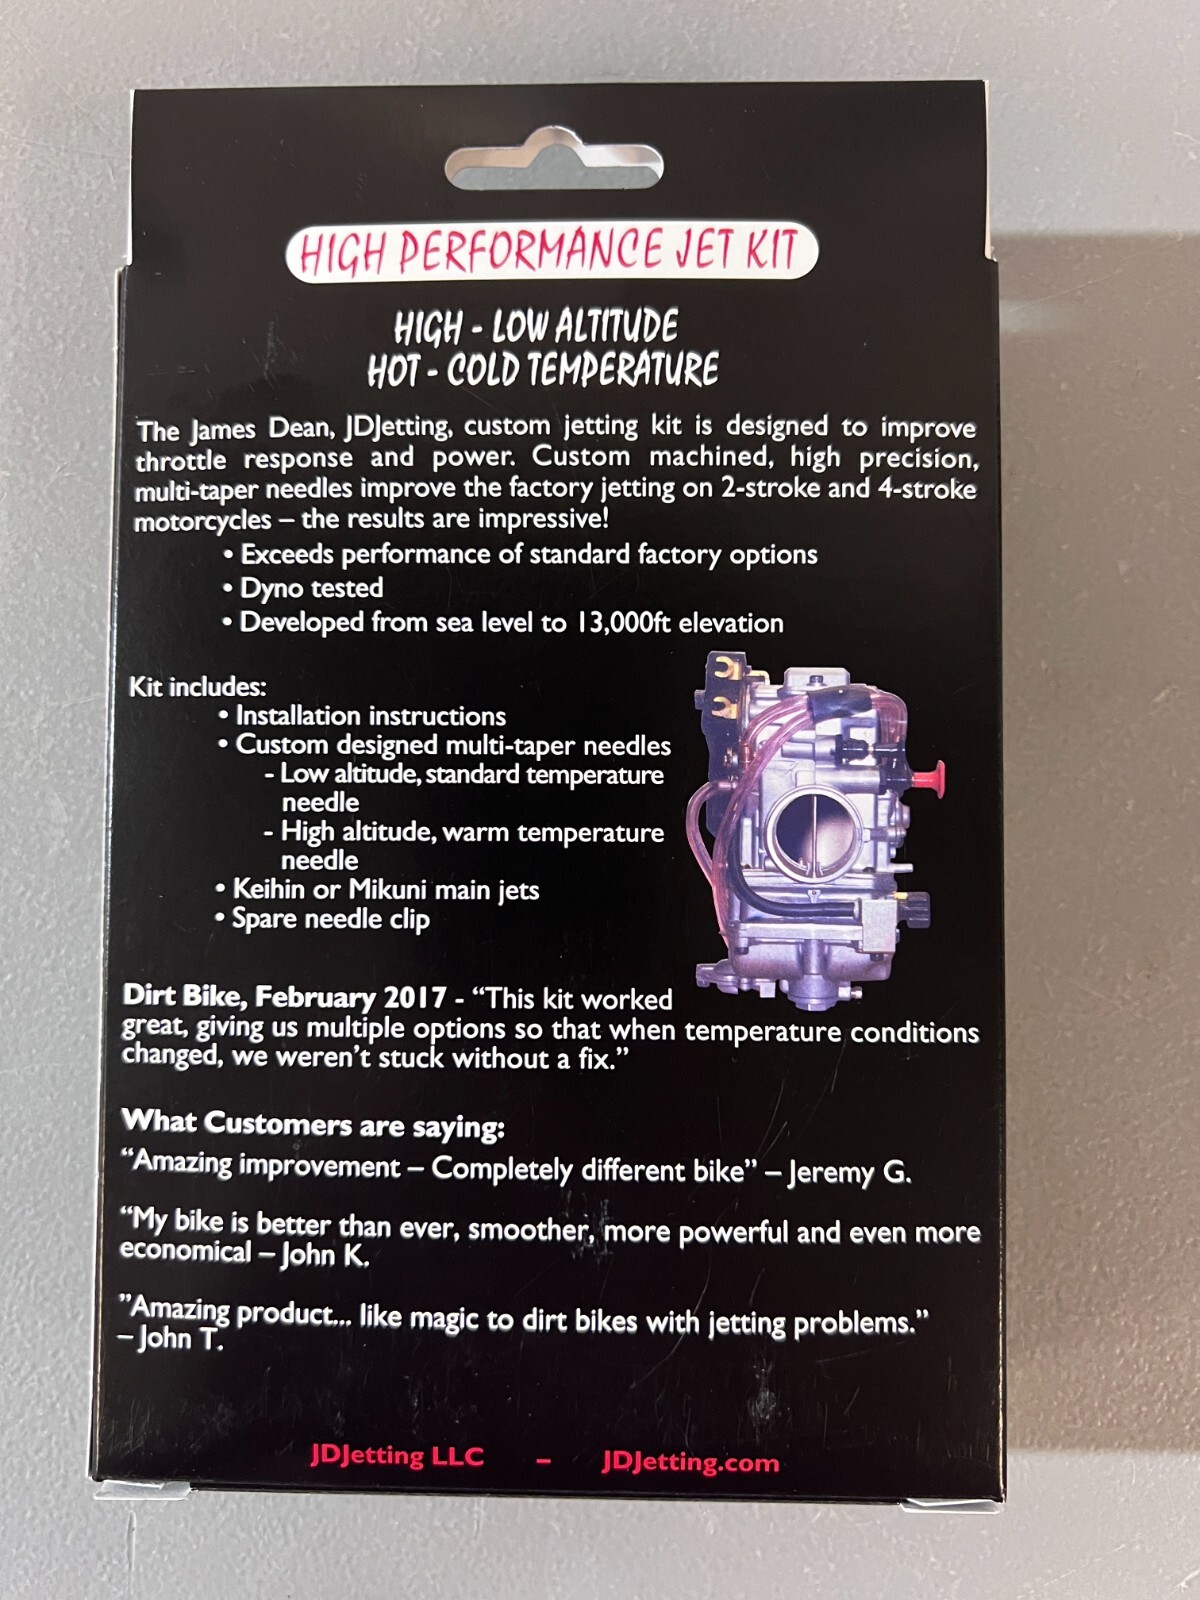 HIGH PERFORMANCE JET KIT
HIGH - LOW ALTITUDE
HOT - COLD TEMPERATURE
The James Dean, JDJetting, custom jetting kit is designed to improve
throttle response and power. Custom machined, high precision,
multi-taper needles improve the factory jetting on 2-stroke and 4-stroke
motorcycles – the results are impressive!
• Exceeds performance of standard factory options
• Dyno tested
• Developed from sea level to 13,000ft elevation
Kit includes:
• Installation instructions
• Custom designed multi-taper needles
- Low altitude, standard temperature
needle
- High altitude, warm temperature
needle
• Keihin or Mikuni main jets
• Spare needle clip
Dirt Bike, February 2017 - “This kit worked
great, giving us multiple options so that when temperature conditions
changed, we weren’t stuck without a fix.”
What Customers are saying:
“Amazing improvement – Completely different bike” – Jeremy G.
“My bike is better than ever, smoother, more powerful and even more
economical – John K.
”Amazing product... like magic to dirt bikes with jetting problems.”
– John T.
JDJetting LLC – JDJetting.com